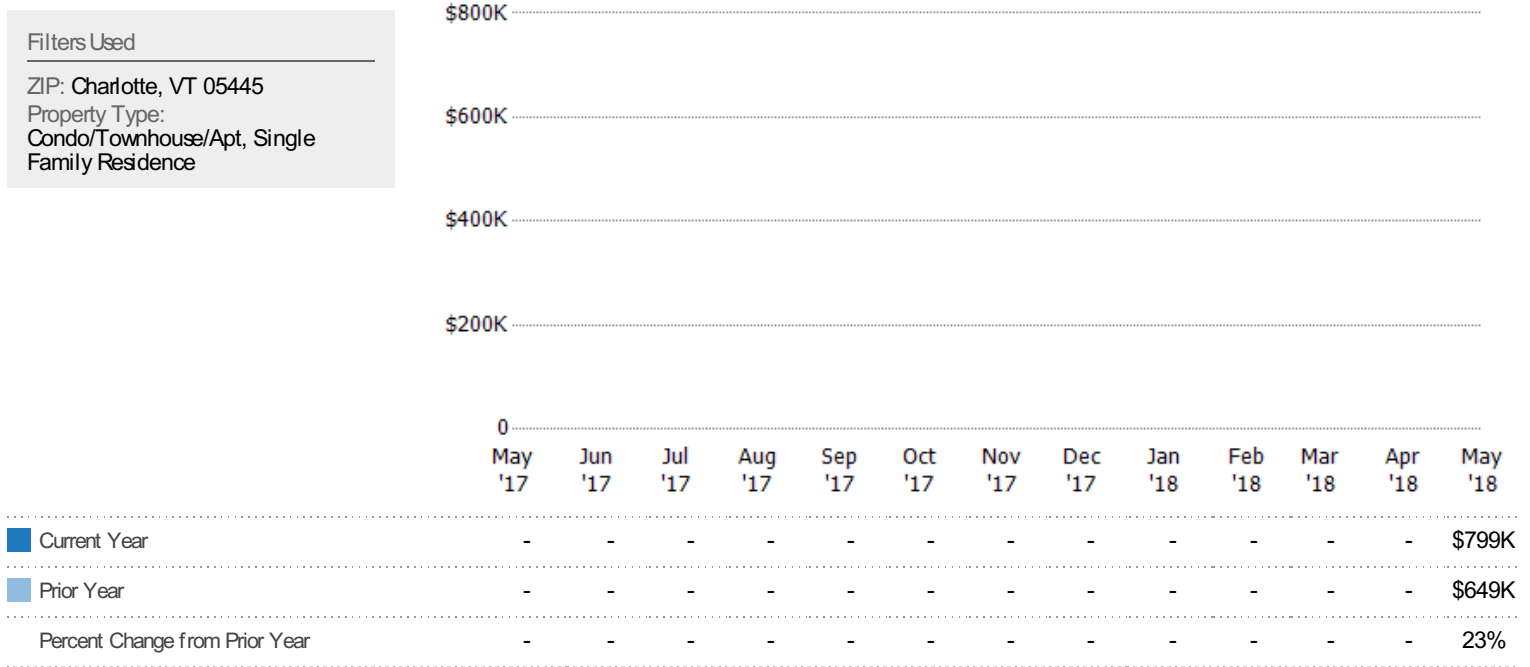 Filters Used
ZIP: Charlotte, VT 05445
Property Type:
Condo/Townhouse/Apt, Single
Family Residence
$800K
$600K
$400K
$200K
0
May Jun Jul Aug Sep Oct Nov Dec Jan Feb Mar Apr May
'17 '17 '17 '17 '17 '17 '17 '17 '18 '18 '18 '18 '18
Current Year - - - - - - - - - - - - $799K
Prior Year - - - - - - - - - - - - $649K
Percent Change from Prior Year - - - - - - - - - - - - 23%